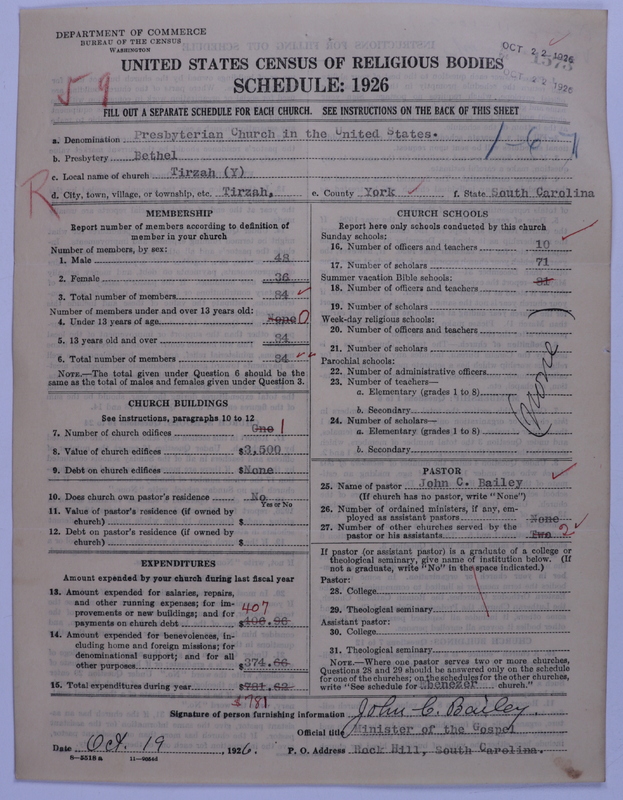 DEPARTMENT OF COMMERCE
BUREAU OF THE CENSUS
WASHINGTON
OCT 22 1926
OCT 22 1926
UNITED STATES CENSUS OF RELIGIOUS BODIES
SCHEDULE: 1926
59
FILL OUT A SEPARATE SCHEDULE FOR EACH CHURCH. SEE INSTRUCTIONS ON THE BACK OF THIS SHEET
a. Denomination Presbyterian Church in the United States.
1-67
b. Presbytery Bethel
c. Local name of church Tirzah (Y)
R
d. City, town, village, or township, etc. Tirzah, e. County York f. State South Carolina
MEMBERSHIP
Report number of members according to definition of
member in your church
Number of members, by sex:
1. Male 48
2. Female 36
3. Total number of members 84
Number of members under and over 13 years old:
4. Under 13 years of age None 0
5. 13 years old and over 84
6. Total number of members 84
NOTE.—The total given under Question 6 should be the
same as the total of males and females given under Question 3.
CHURCH BUILDINGS
See instructions, paragraphs 10 to 12
7. Number of church edifices One 1
8. Value of church edifices $3,500
9. Debt on church edifices $None
10. Does church own pastor's residence No
Yes or No
11. Value of pastor's residence (if owned by
church) $
12. Debt on pastor's residence (if owned by
church) $
EXPENDITURES
Amount expended by your church during last fiscal year
13. Amount expended for salaries, repairs,
and other running expenses; for im-
provements or new buildings; and for
payments on church debt $406.96
407
14. Amount expended for benevolences, in-
cluding home and foreign missions; for
denominational support; and for all
other purposes $374.66
15. Total expenditures during year $781.62
$781
CHURCH SCHOOLS
Report here only schools conducted by this church
Sunday schools:
16. Number of officers and teachers 10
17. Number of scholars 71
Summer vacation Bible schools:
18. Number of officers and teachers 81
19. Number of scholars
Week-day religious schools:
20. Number of officers and teachers
21. Number of scholars
Parochial schools:
22. Number of administrative officers
23. Number of teachers—
a. Elementary (grades 1 to 8)
b. Secondary
24. Number of scholars—
a. Elementary (grades 1 to 8)
b. Secondary
(None)
PASTOR
25. Name of pastor John C. Bailey
(If church has no pastor, write "None")
26. Number of ordained ministers, if any, em-
ployed as assistant pastors None
27. Number of other churches served by the
pastor or his assistants Two 2
If pastor (or assistant pastor) is a graduate of a college or
theological seminary, give name of institution below. (If
not a graduate, write "No" in the space indicated.)
Pastor:
28. College
29. Theological seminary
Assistant pastor:
30. College
31. Theological seminary
NOTE.—Where one pastor serves two or more churches,
Questions 28 and 29 should be answered only on the schedule
for one of the churches; on the schedules for the other churches,
write "See schedule for Ebenezer church."
Signature of person furnishing information John C. Bailey.
Official title Minister of the Gospel
Date Oct. 19, 1926. P. O. Address Rock Hill, South Carolina.
8—5518 a